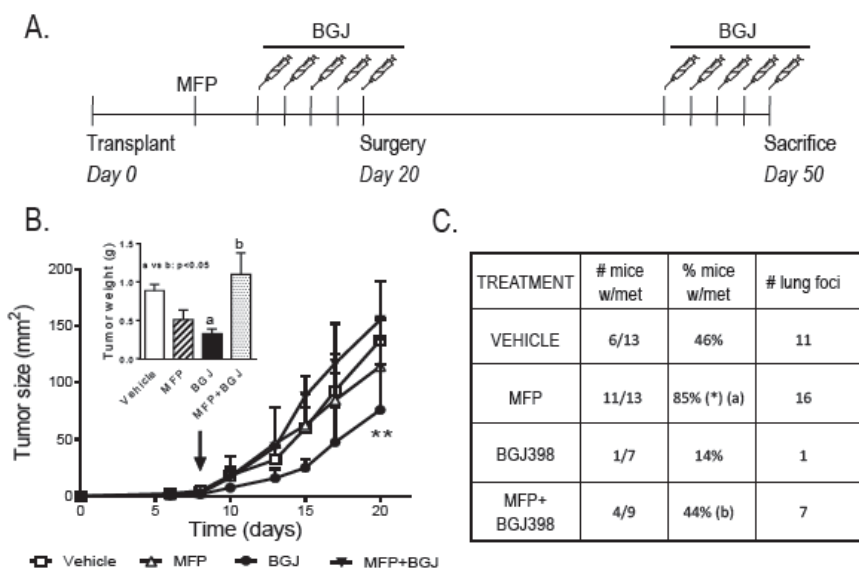 A.
BGJ
BGJ
MFP
Transplant
Surgery
Sacrifice
Day 0
Day 20
Day 50
B.
Tumor size (mm2)
200
150
100
50
0
Tumor weight (g)
1.5
1.0
0.5
0.0
a vs b: p<0.05
a
b
Vehicle
MFP
BGJ
MFP+BGJ
**
0
5
10
15
20
Time (days)
Vehicle MFP BGJ MFP+BGJ
C.
TREATMENT
# mice
w/met
% mice
w/met
# lung foci
VEHICLE 6/13 46% 11
MFP 11/13 85% (*) (a) 16
BGJ398 1/7 14% 1
MFP+
BGJ398
4/9 44% (b) 7